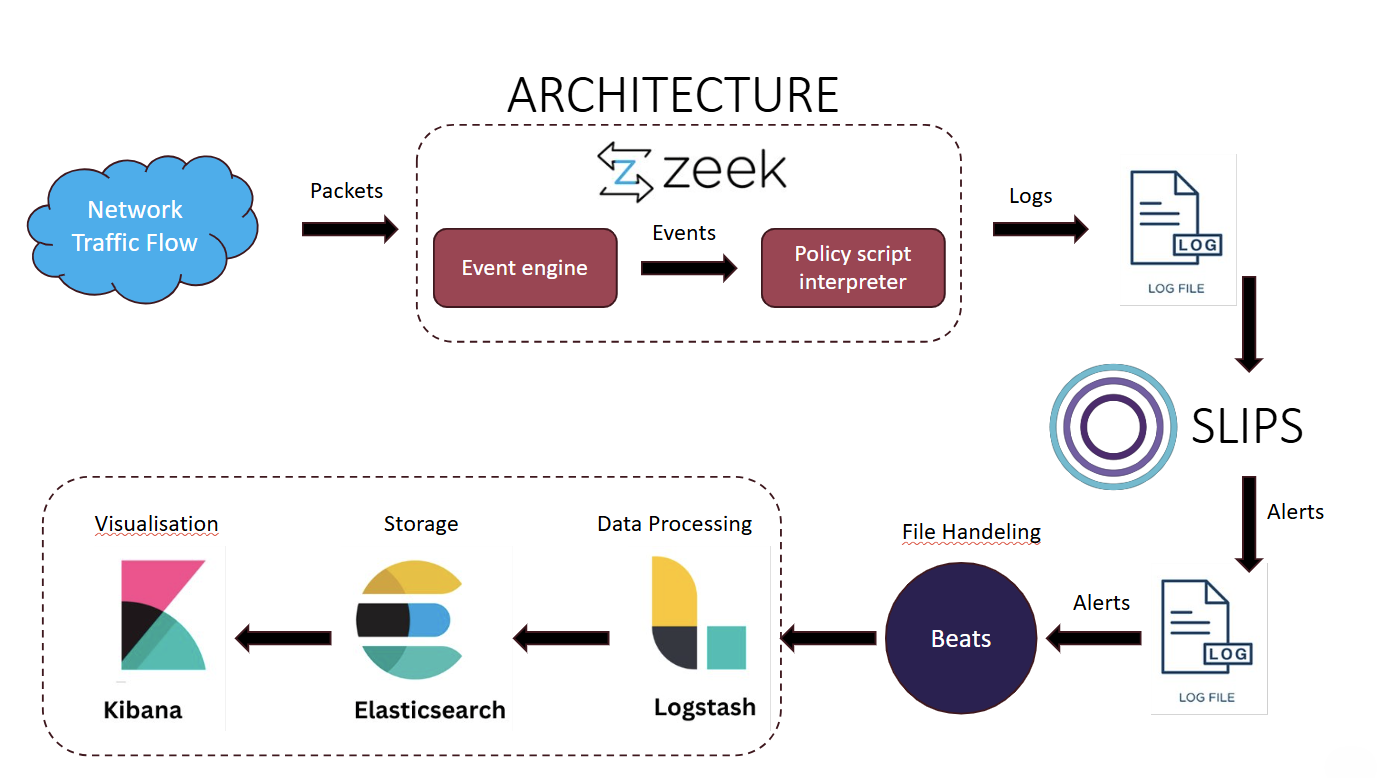 ARCHITECTURE
zeek
Network
Traffic Flow
Packets
Event engine
Events
Policy script
interpreter
Logs
LOG
LOG FILE
SLIPS
Alerts
LOG
LOG FILE
Alerts
File Handeling
Beats
Data Processing
Logstash
Storage
Elasticsearch
Visualisation
Kibana